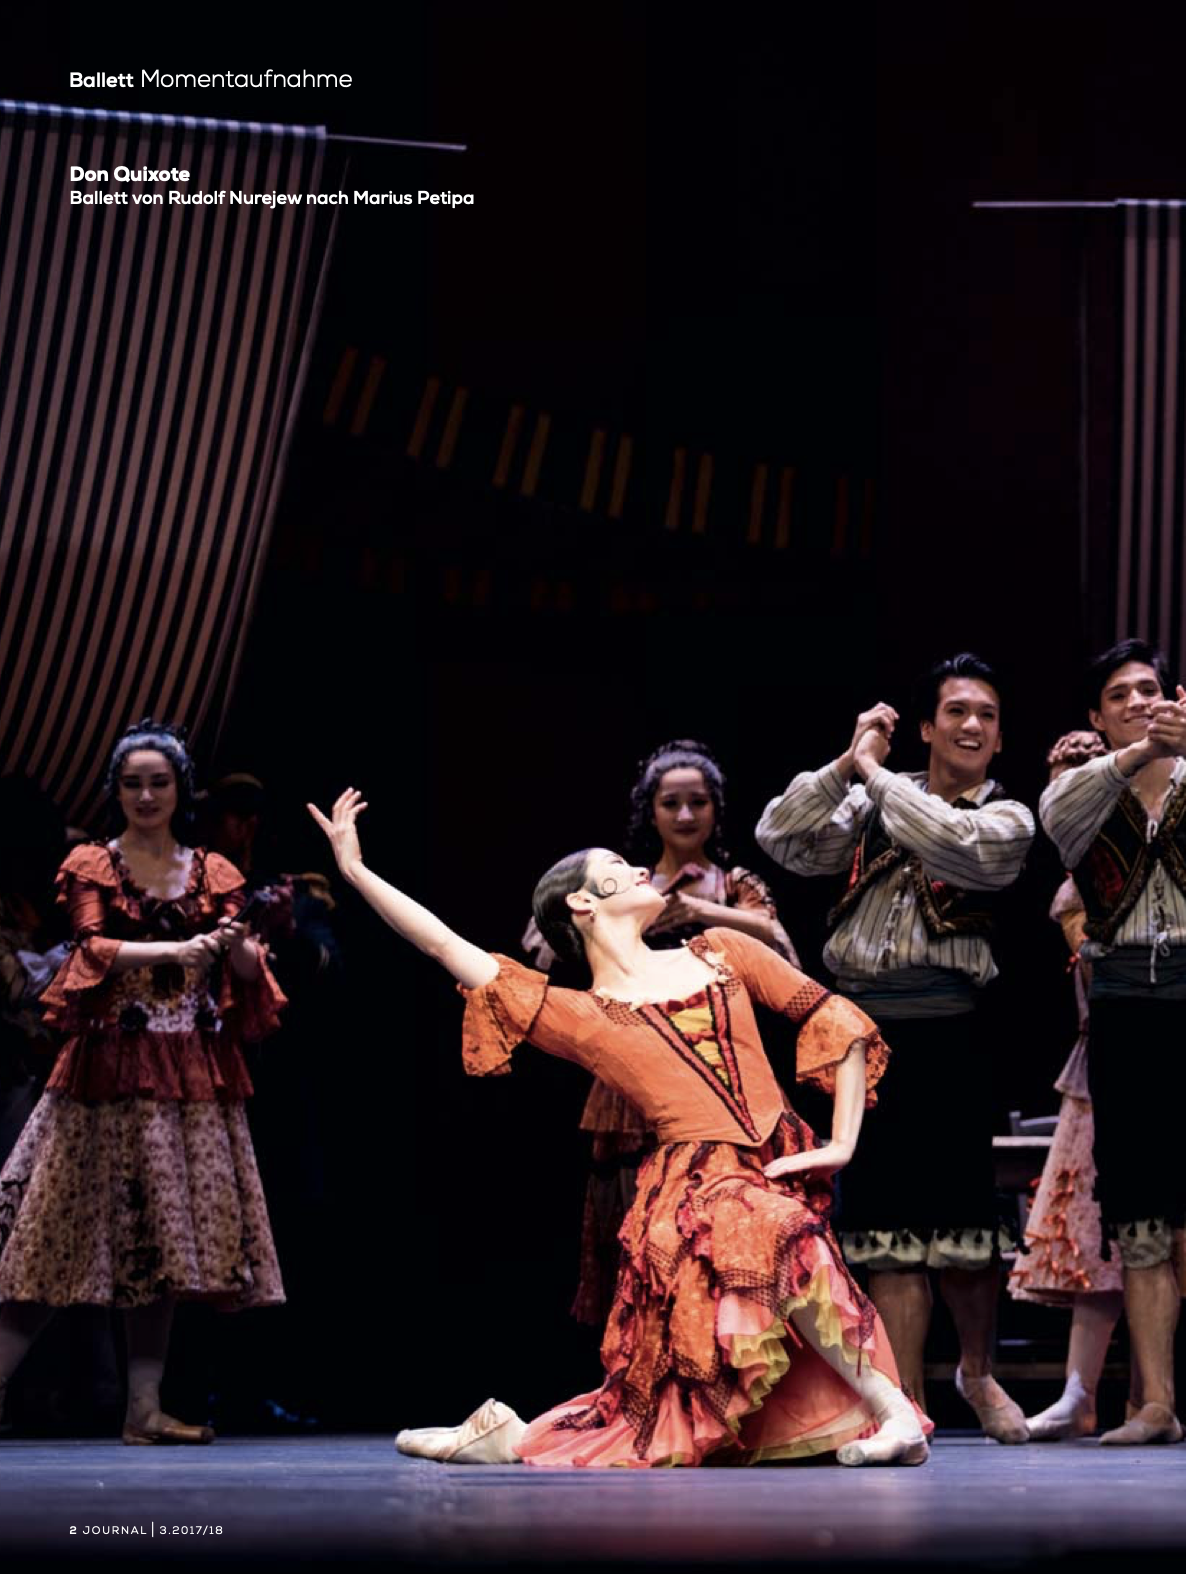 Ballett Momentaufnahme
Don Quixote
Ballett von Rudolf Nurejew nach Marius Petipa
2 JOURNAL | 3.2017/18